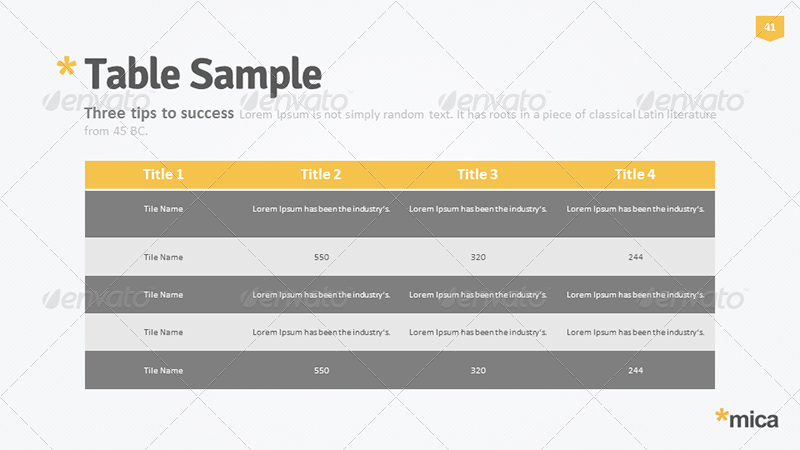 41
* Table Sample
Three tips to success Lorem Ipsum is not simply random text. It has roots in a piece of classical Latin literature
from 45 BC.
Title 1 Title 2 Title 3 Title 4
Tile Name Lorem Ipsum has been the industry's. Lorem Ipsum has been the industry's. Lorem Ipsum has been the industry's.
Tile Name 550 320 244
Tile Name Lorem Ipsum has been the industry's. Lorem Ipsum has been the industry's. Lorem Ipsum has been the industry's.
Tile Name Lorem Ipsum has been the industry's. Lorem Ipsum has been the industry's. Lorem Ipsum has been the industry's.
Tile Name 550 320 244
*mica
envato envato envato envato
envato envato envato envato